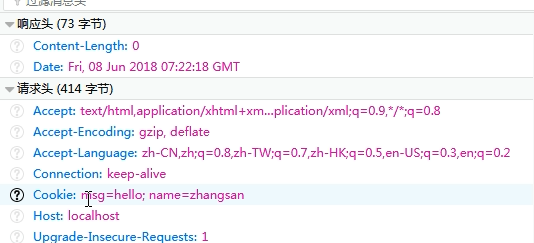 过滤消息头
响应头 (73 字节)
Content-Length: 0
Date: Fri, 08 Jun 2018 07:22:18 GMT
请求头 (414 字节)
Accept: text/html,application/xhtml+xm...plication/xml;q=0.9,*/*;q=0.8
Accept-Encoding: gzip, deflate
Accept-Language: zh-CN,zh;q=0.8,zh-TW;q=0.7,zh-HK;q=0.5,en-US;q=0.3,en;q=0.2
Connection: keep-alive
Cookie: msg=hello; name=zhangsan
Host: localhost
Upgrade-Insecure-Requests: 1